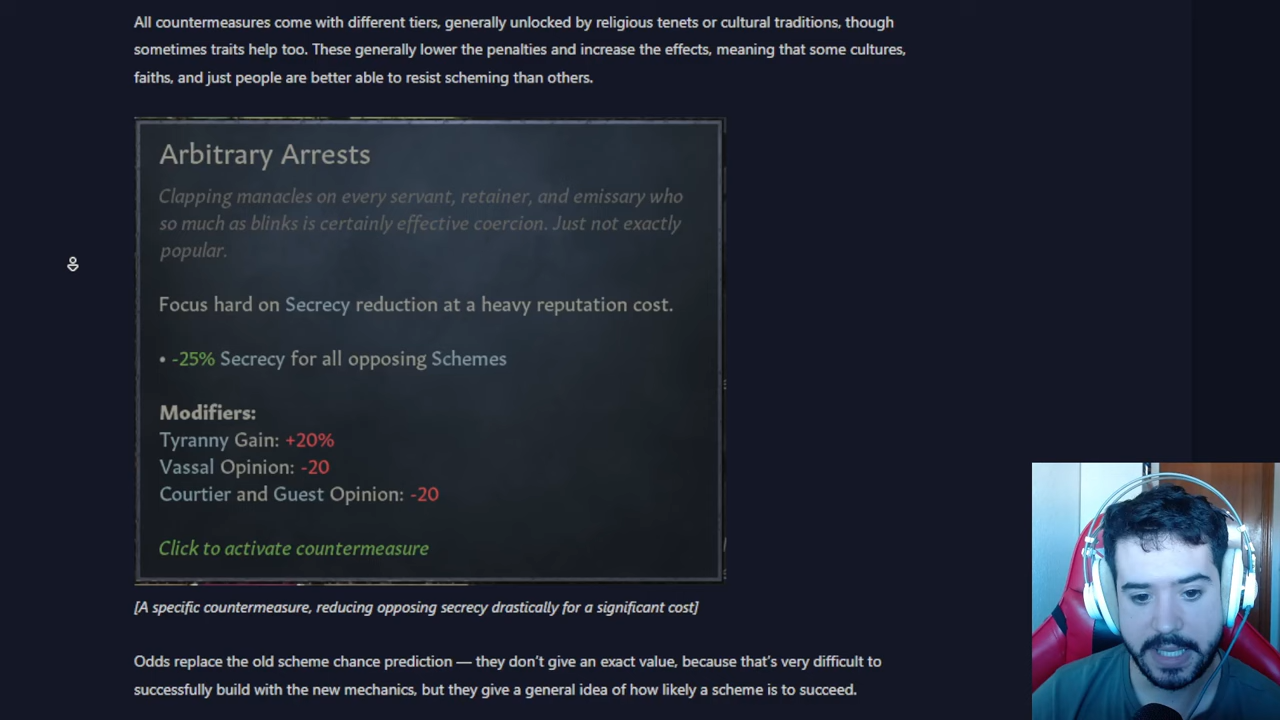 All countermeasures come with different tiers, generally unlocked by religious tenets or cultural traditions, though
sometimes traits help too. These generally lower the penalties and increase the effects, meaning that some cultures,
faiths, and just people are better able to resist scheming than others.
Arbitrary Arrests
Clapping manacles on every servant, retainer, and emissary who
so much as blinks is certainly effective coercion. Just not exactly
popular.
Focus hard on Secrecy reduction at a heavy reputation cost.
• -25% Secrecy for all opposing Schemes
Modifiers:
Tyranny Gain: +20%
Vassal Opinion: -20
Courtier and Guest Opinion: -20
Click to activate countermeasure
[A specific countermeasure, reducing opposing secrecy drastically for a significant cost]
Odds replace the old scheme chance prediction — they don’t give an exact value, because that’s very difficult to
successfully build with the new mechanics, but they give a general idea of how likely a scheme is to succeed.